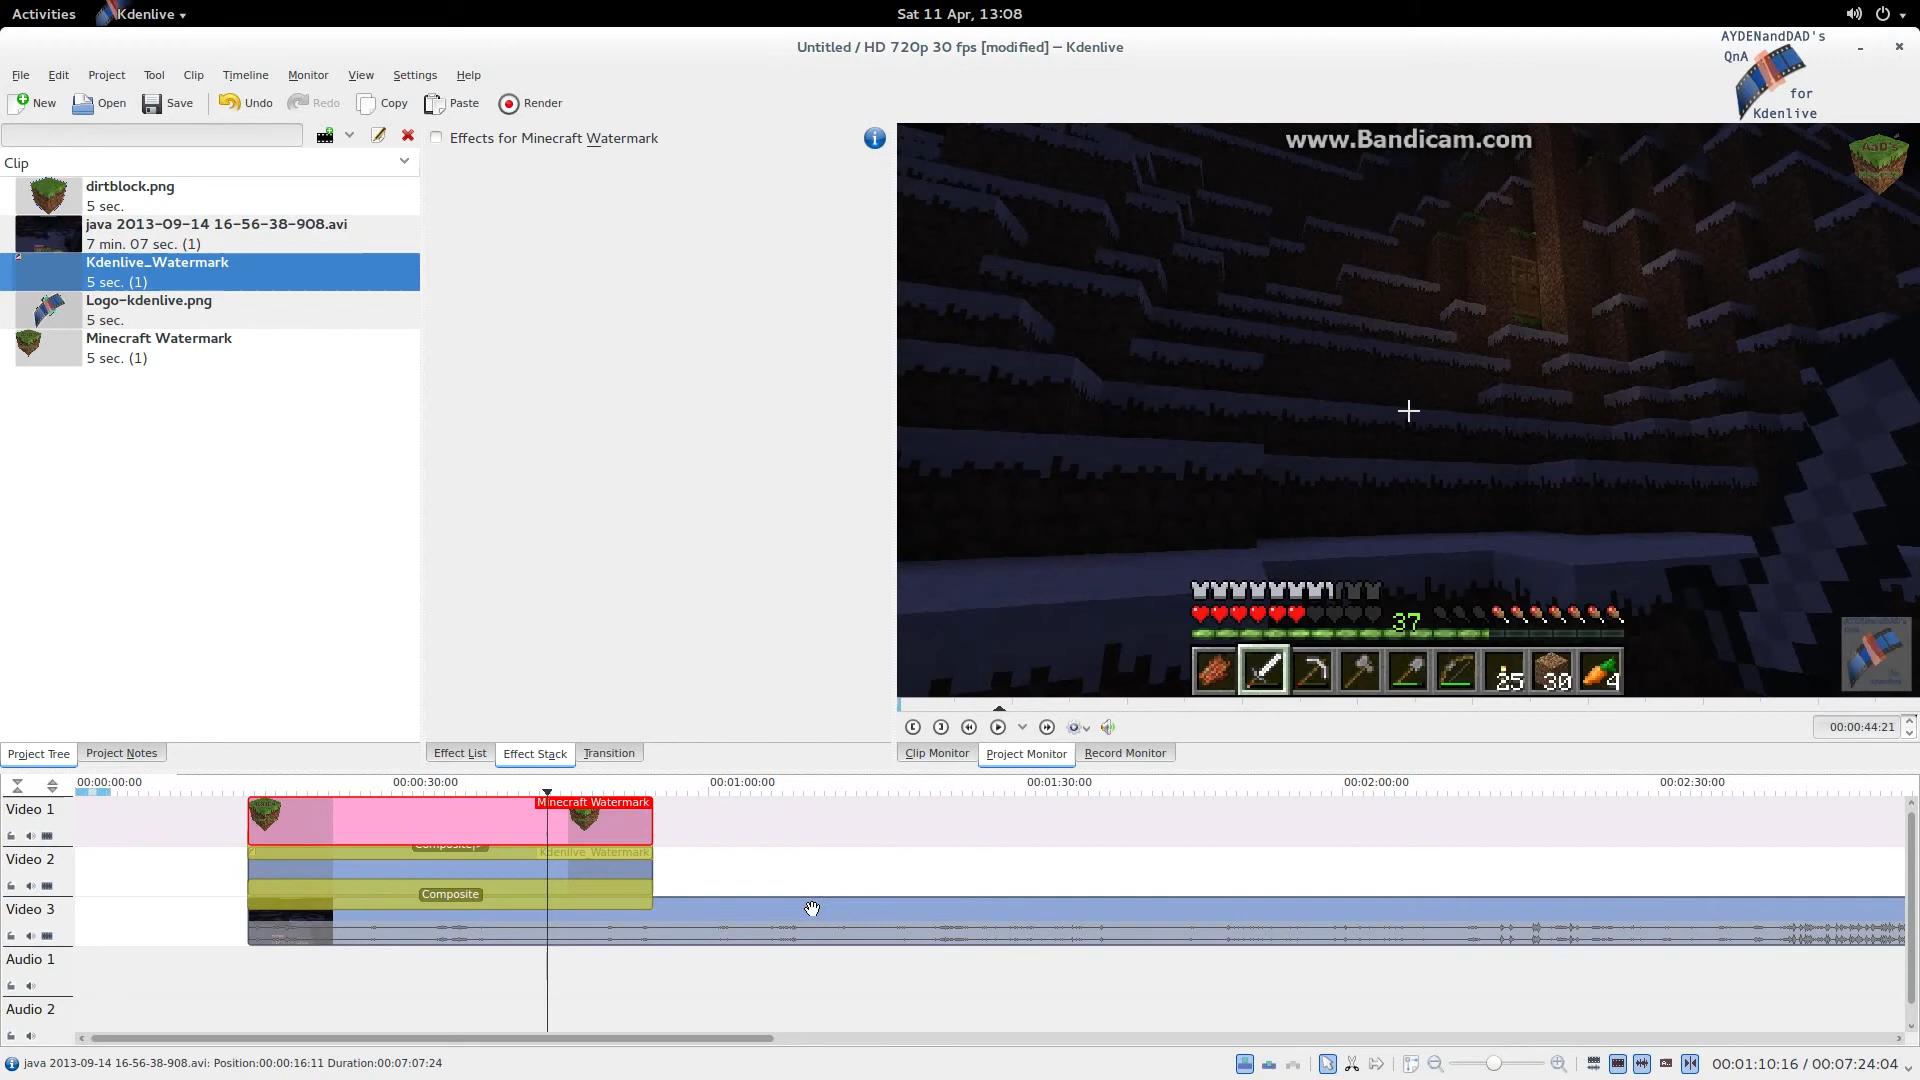 Activities
Kdenlive
Sat 11 Apr, 13:08
Untitled / HD 720p 30 fps [modified] – Kdenlive
AYDENandDAD's
QnA
for
Kdenlive
File Edit Project Tool Clip Timeline Monitor View Settings Help
New Open Save Undo Redo Copy Paste Render
Effects for Minecraft Watermark
Clip
dirtblock.png
5 sec.
java 2013-09-14 16-56-38-908.avi
7 min. 07 sec. (1)
Kdenlive_Watermark
5 sec. (1)
Logo-kdenlive.png
5 sec.
Minecraft Watermark
5 sec. (1)
www.Bandicam.com
AaD's
37
25 30 4
00:00:44:21
Project Tree Project Notes
Effect List Effect Stack Transition
Clip Monitor Project Monitor Record Monitor
00:00:00:00 00:00:30:00 00:01:00:00 00:01:30:00 00:02:00:00 00:02:30:00
Video 1
Minecraft Watermark
Video 2
Composite
Kdenlive_Watermark
Composite
Video 3
Audio 1
Audio 2
java 2013-09-14 16-56-38-908.avi: Position:00:00:16:11 Duration:00:07:07:24
00:01:10:16 / 00:07:24:04